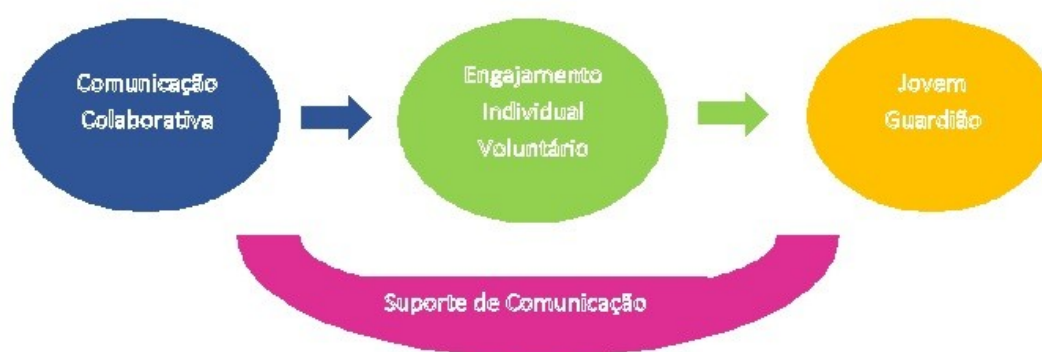 Comunicação
Colaborativa
Engajamento
Individual
Voluntário
Jovem
Guardião
Suporte de Comunicação